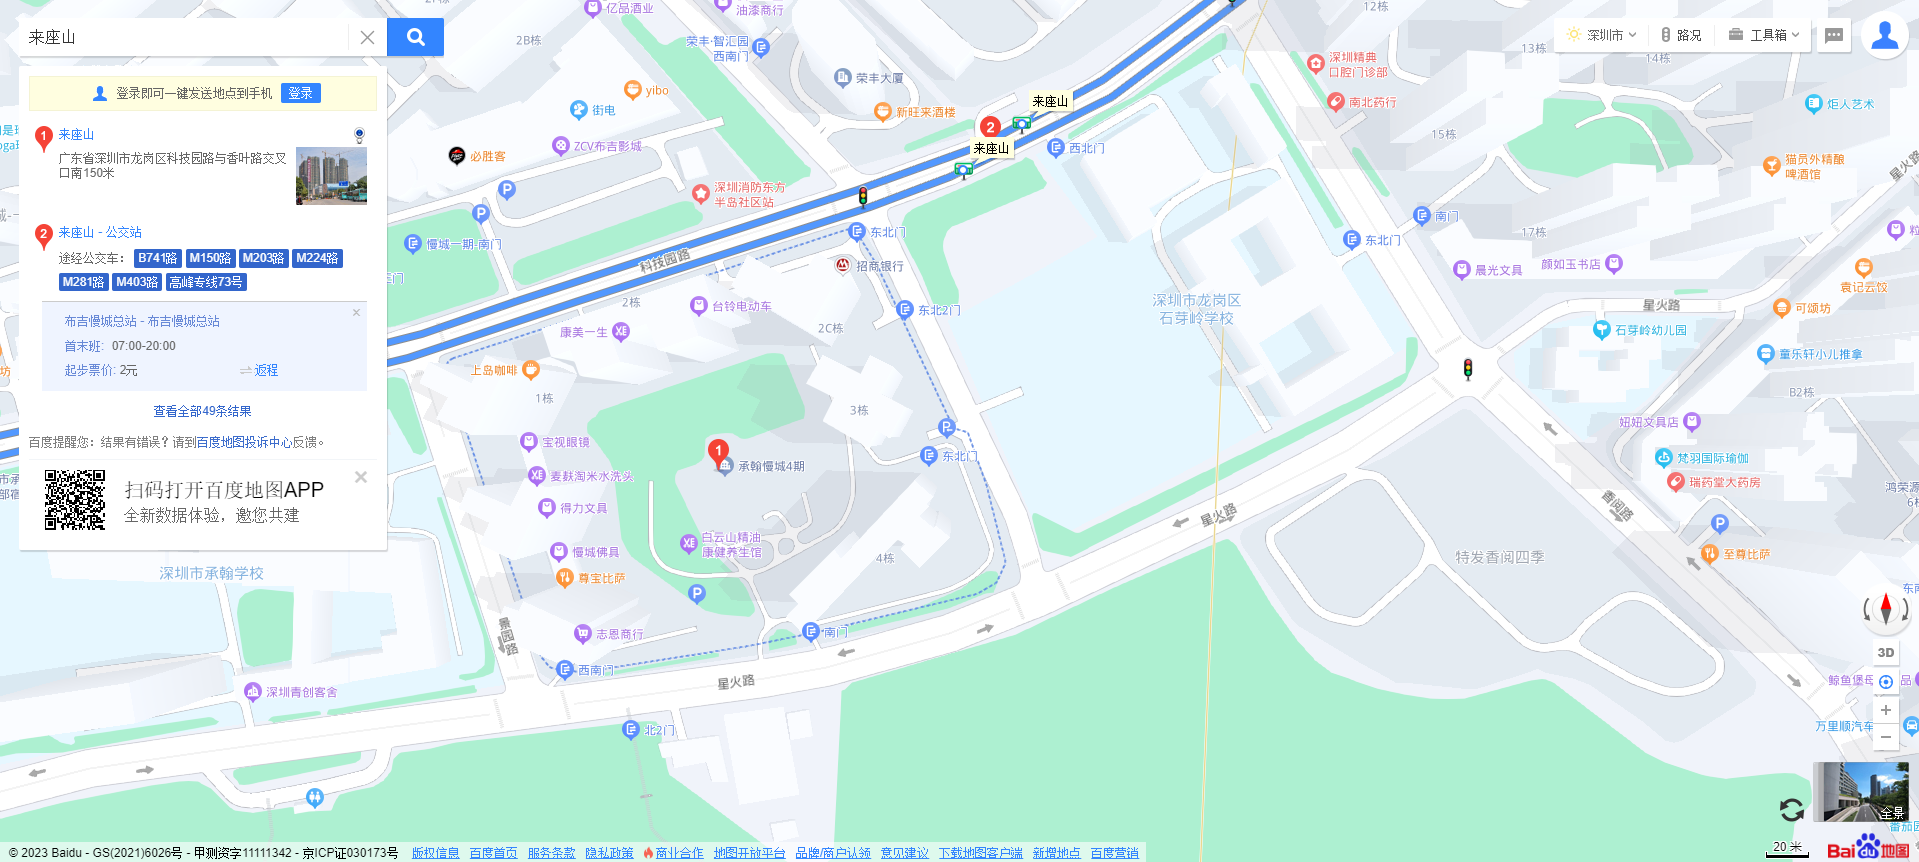 来座山
登录即可一键发送地点到手机 登录
1 来座山
广东省深圳市龙岗区科技园路与香叶路交叉
口南150米
2 来座山 - 公交站
途经公交车： B741路 M150路 M203路 M224路
M281路 M403路 高峰专线73号
布吉慢城总站 - 布吉慢城总站
首末班: 07:00-20:00
起步票价: 2元 返程
查看全部49条结果
百度提醒您：结果有错误？请到百度地图投诉中心反馈。
扫码打开百度地图APP
全新数据体验，邀您共建
深圳市 路况 工具箱
亿品酒业
油漆商行
2B栋
荣丰·智汇园
西南门
荣丰大厦
yibo
街电
新旺来酒楼
ZCV布吉影城
必胜客
深圳消防东方
半岛社区站
慢城一期-南门
科技园路
来座山
2
来座山
西北门
东北门
招商银行
东北2门
2栋
台铃电动车
2C栋
康美一生
上岛咖啡
1栋
3栋
宝视眼镜
麦麸淘米水洗头
得力文具
1
承翰慢城4期
东北门
白云山精油
康健养生馆
慢城佛具
尊宝比萨
4栋
志恩商行
南门
西南门
景园路
星火路
北2门
深圳市承翰学校
深圳青创客舍
12栋
13栋
14栋
深圳精典
口腔门诊部
南北药行
15栋
炬人艺术
猫员外精酿
啤酒馆
星火路
南门
17栋
东北门
晨光文具
颜如玉书店
袁记云饺
可颂坊
星火路
石芽岭幼儿园
童乐轩小儿推拿
B2栋
深圳市龙岗区
石芽岭学校
妞妞文具店
梵羽国际瑜伽
瑞药堂大药房
鸿荣源
香阅路
星火路
特发香阅四季
至尊比萨
万里顺汽车
3D
全景
20 米
Baidu地图
© 2023 Baidu - GS(2021)6026号 - 甲测资字11111342 - 京ICP证030173号 版权信息 百度首页 服务条款 隐私政策 商业合作 地图开放平台 品牌/商户认领 意见建议 下载地图客户端 新增地点 百度营销